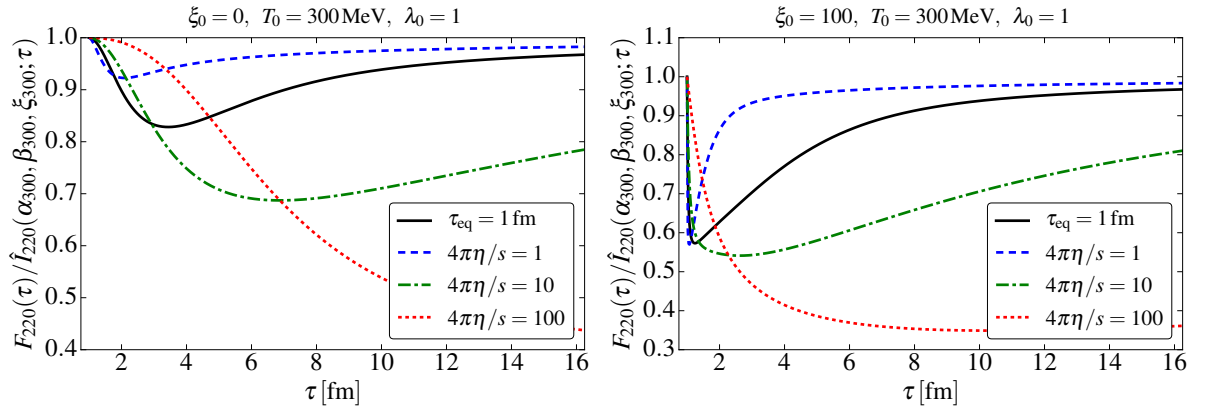 ξ₀ = 0, T₀ = 300 MeV, λ₀ = 1
F₂₂₀(τ)/Î₂₂₀(α₃₀₀, β₃₀₀, ξ₃₀₀; τ)
1.0
0.9
0.8
0.7
0.6
0.5
0.4
τ_eq = 1 fm
4πη/s = 1
4πη/s = 10
4πη/s = 100
2 4 6 8 10 12 14 16
τ [fm]
ξ₀ = 100, T₀ = 300 MeV, λ₀ = 1
F₂₂₀(τ)/Î₂₂₀(α₃₀₀, β₃₀₀, ξ₃₀₀; τ)
1.1
1.0
0.9
0.8
0.7
0.6
0.5
0.4
0.3
τ_eq = 1 fm
4πη/s = 1
4πη/s = 10
4πη/s = 100
2 4 6 8 10 12 14 16
τ [fm]